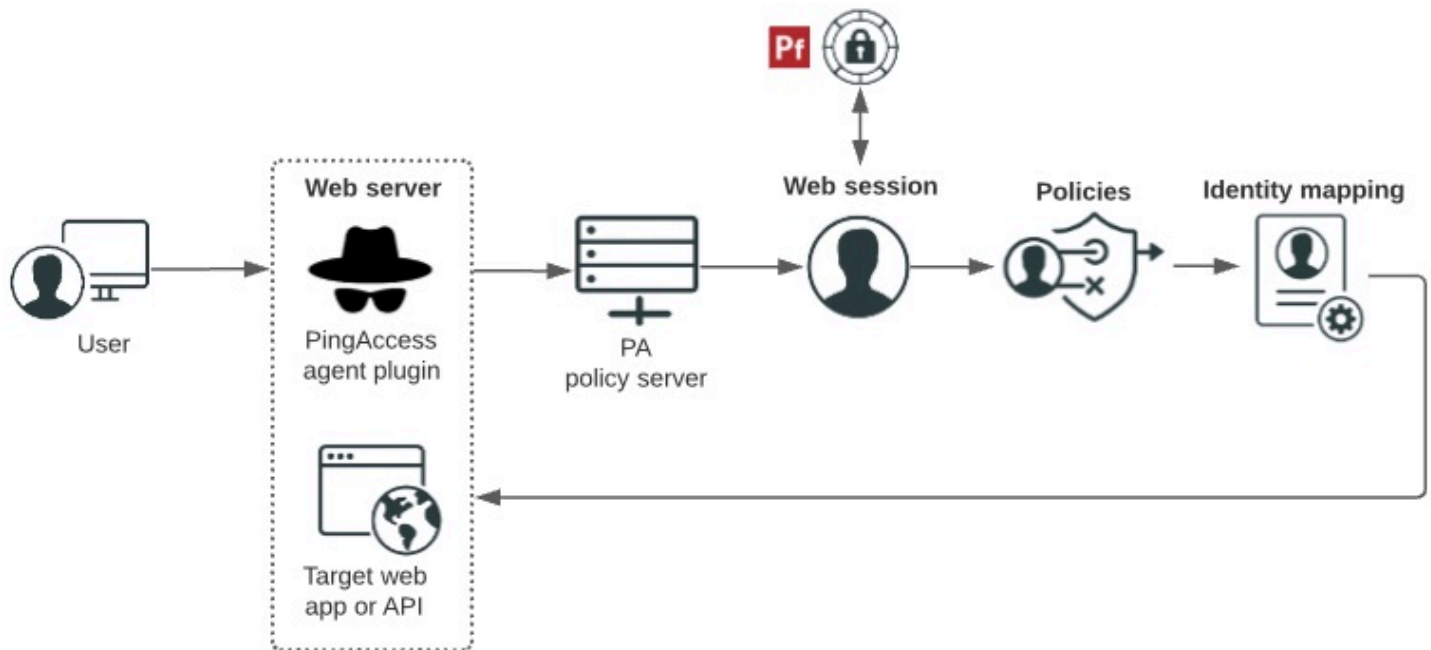 Pf
Web server
Web session
Policies
Identity mapping
User
PingAccess
agent plugin
PA
policy server
Target web
app or API